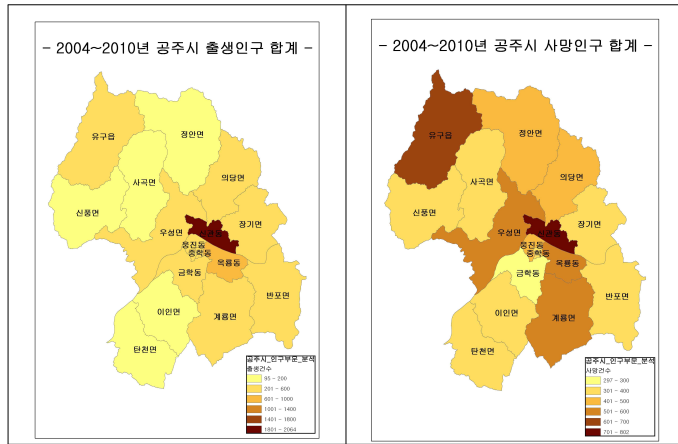 - 2004~2010년 공주시 출생인구 합계 -
유구읍
정안면
사곡면
의당면
신풍면
우성면
신관동
장기면
웅진동
중학동
옥룡동
금학동
반포면
이인면
계룡면
탄천면
공주시_인구부문_분석
출생건수
95 - 200
201 - 600
601 - 1000
1001 - 1400
1401 - 1800
1801 - 2064
- 2004~2010년 공주시 사망인구 합계 -
유구읍
정안면
사곡면
의당면
신풍면
우성면
신관동
장기면
웅진동
중학동
옥룡동
금학동
반포면
이인면
계룡면
탄천면
공주시_인구부문_분석
사망건수
297 - 300
301 - 400
401 - 500
501 - 600
601 - 700
701 - 802